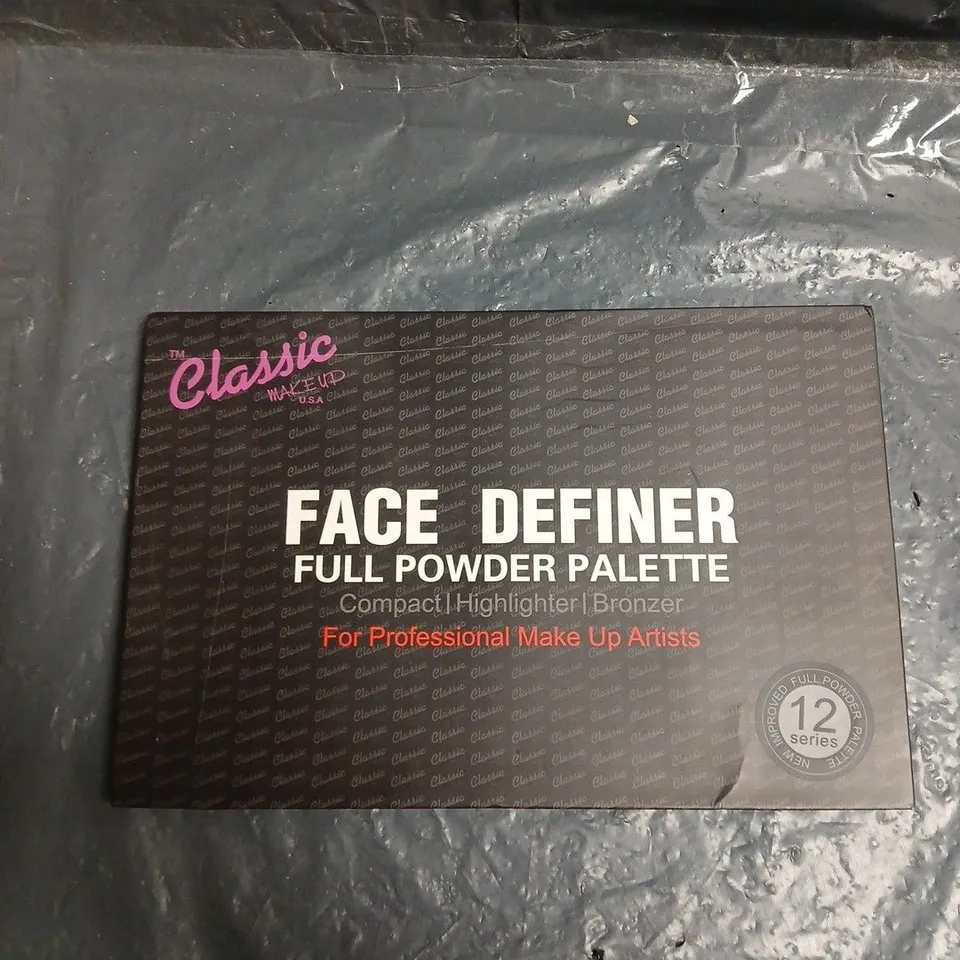 TM
Classic
MAKE UP
U.S.A
FACE DEFINER
FULL POWDER PALETTE
Compact | Highlighter | Bronzer
For Professional Make Up Artists
NEW IMPROVED FULL POWDER PALETTE
12
series